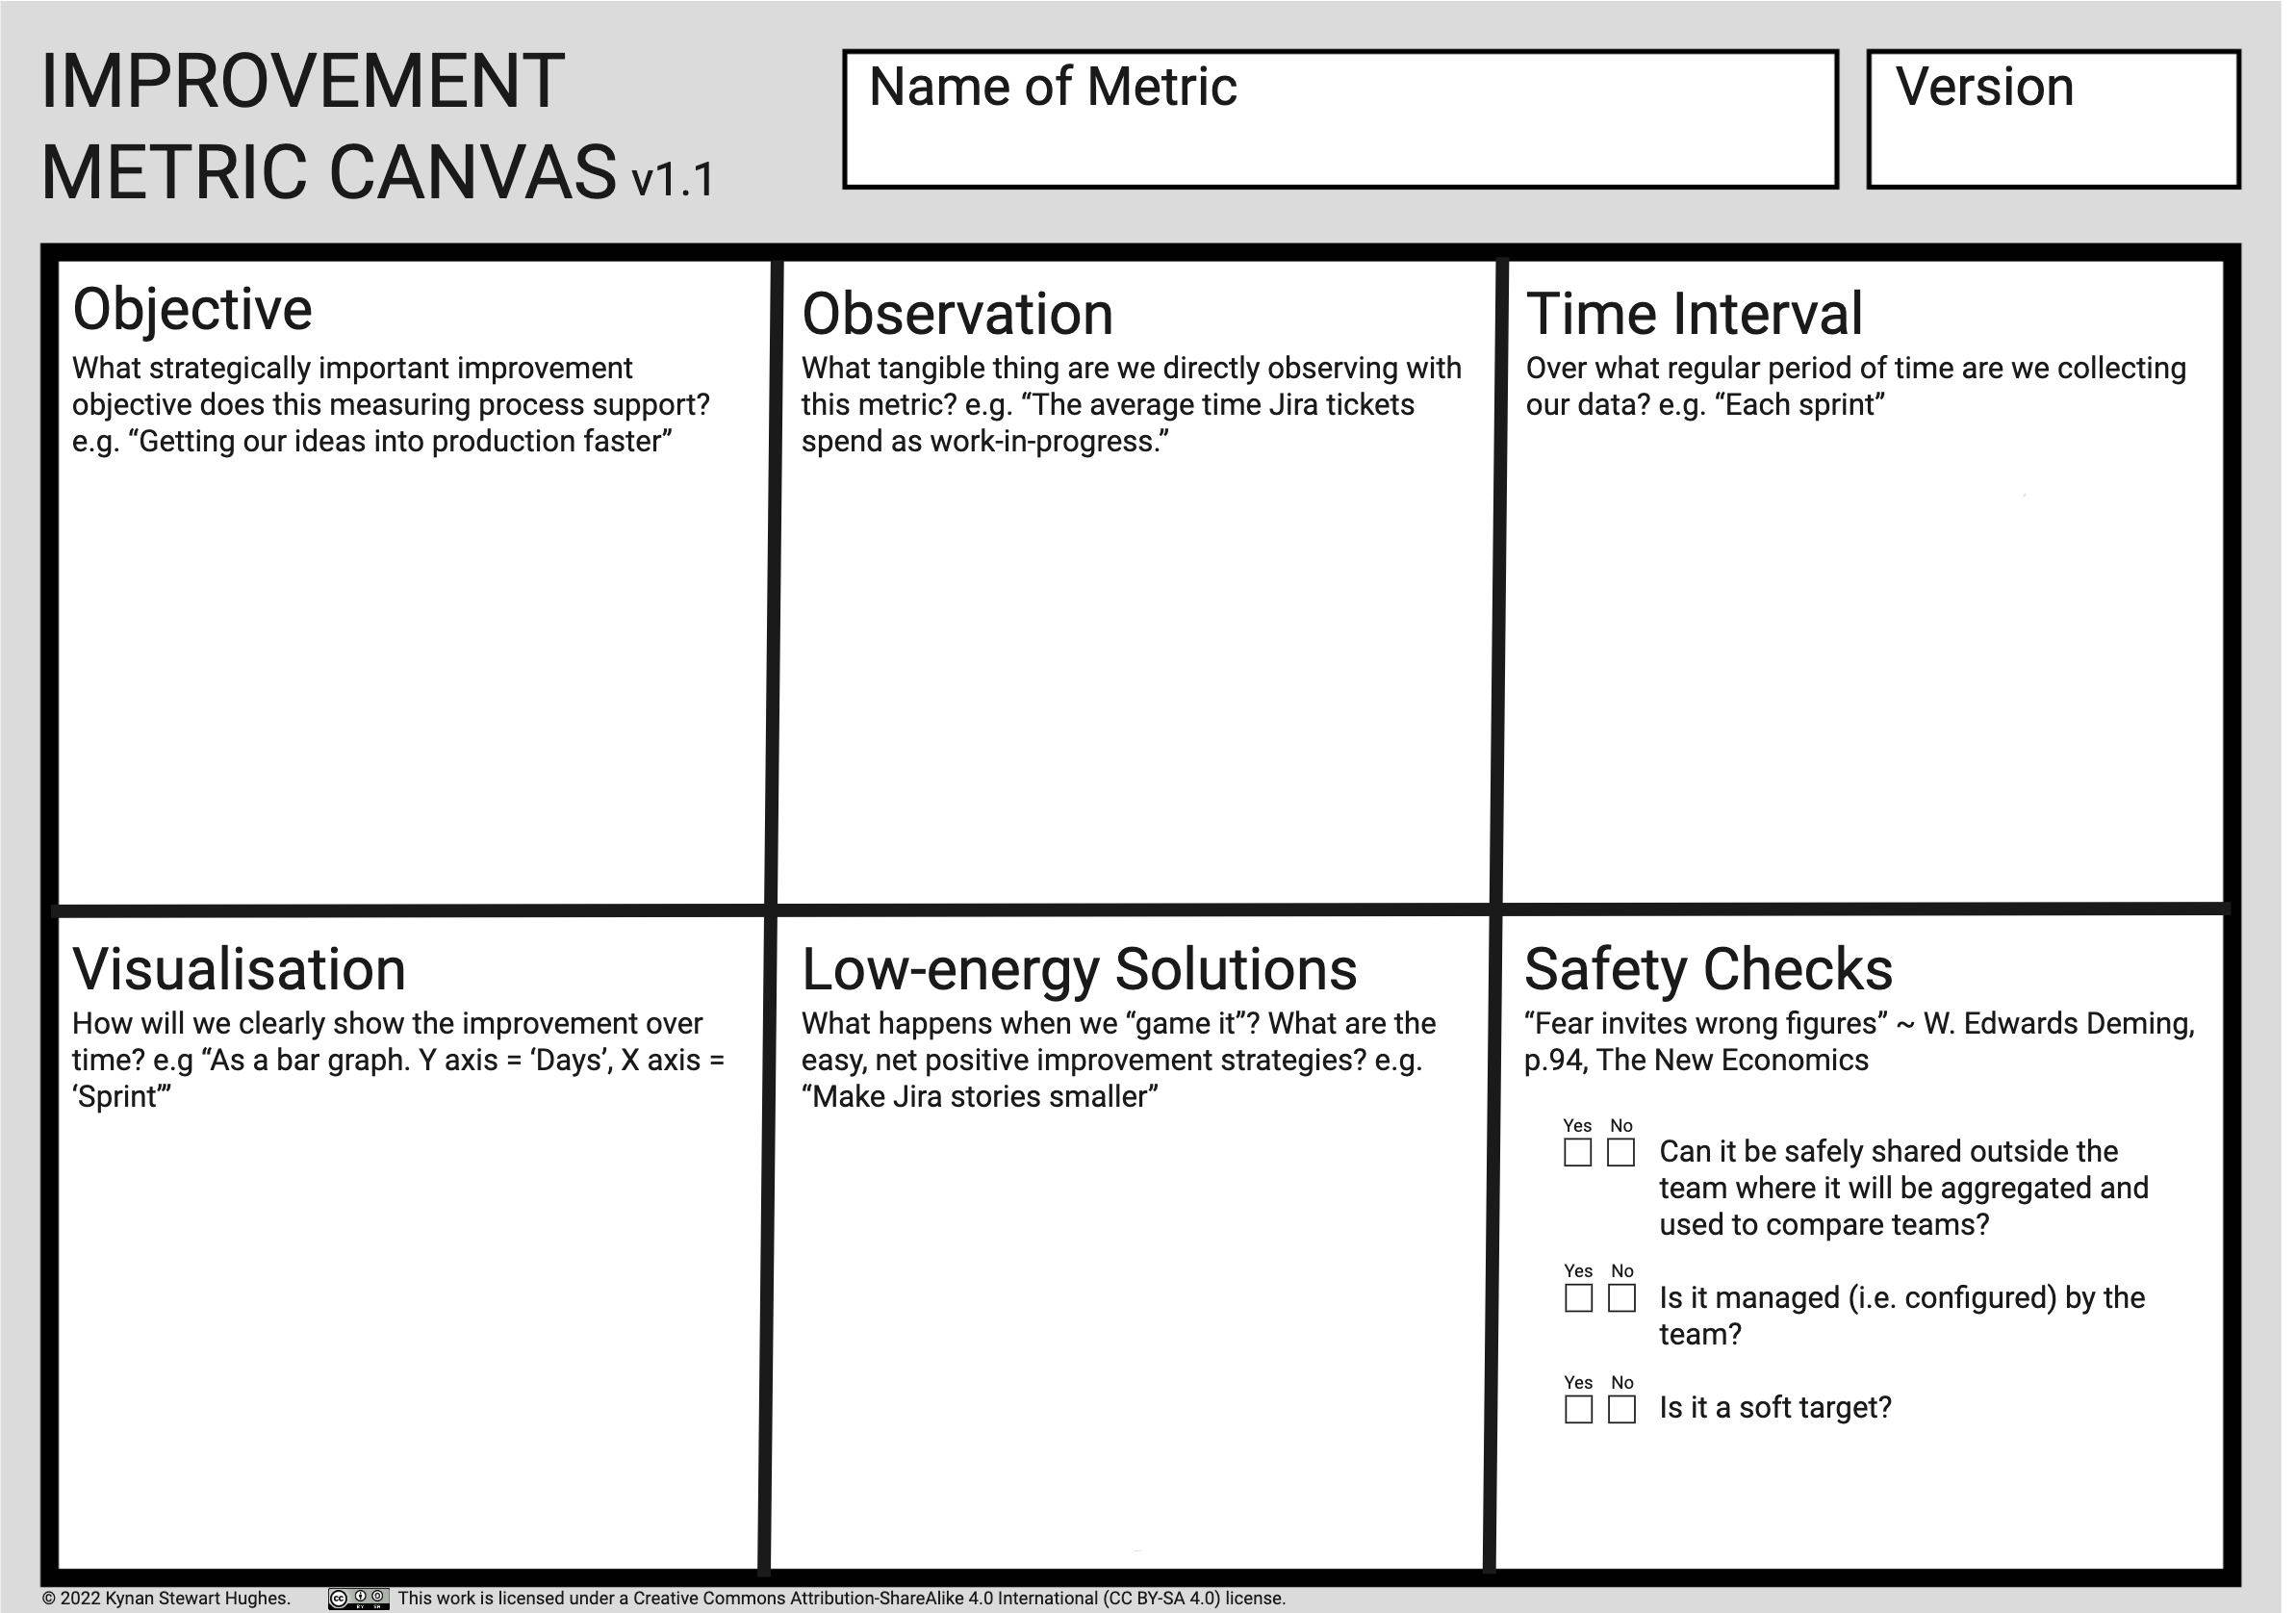 IMPROVEMENT
METRIC CANVAS v1.1
Name of Metric
Version
Objective
What strategically important improvement
objective does this measuring process support?
e.g. “Getting our ideas into production faster”
Observation
What tangible thing are we directly observing with
this metric? e.g. “The average time Jira tickets
spend as work-in-progress.”
Time Interval
Over what regular period of time are we collecting
our data? e.g. “Each sprint”
Visualisation
How will we clearly show the improvement over
time? e.g “As a bar graph. Y axis = ‘Days’, X axis =
‘Sprint’”
Low-energy Solutions
What happens when we “game it”? What are the
easy, net positive improvement strategies? e.g.
“Make Jira stories smaller”
Safety Checks
“Fear invites wrong figures” ~ W. Edwards Deming,
p.94, The New Economics
Yes No
Can it be safely shared outside the
team where it will be aggregated and
used to compare teams?
Yes No
Is it managed (i.e. configured) by the
team?
Yes No
Is it a soft target?
© 2022 Kynan Stewart Hughes.
cc BY SA
This work is licensed under a Creative Commons Attribution-ShareAlike 4.0 International (CC BY-SA 4.0) license.